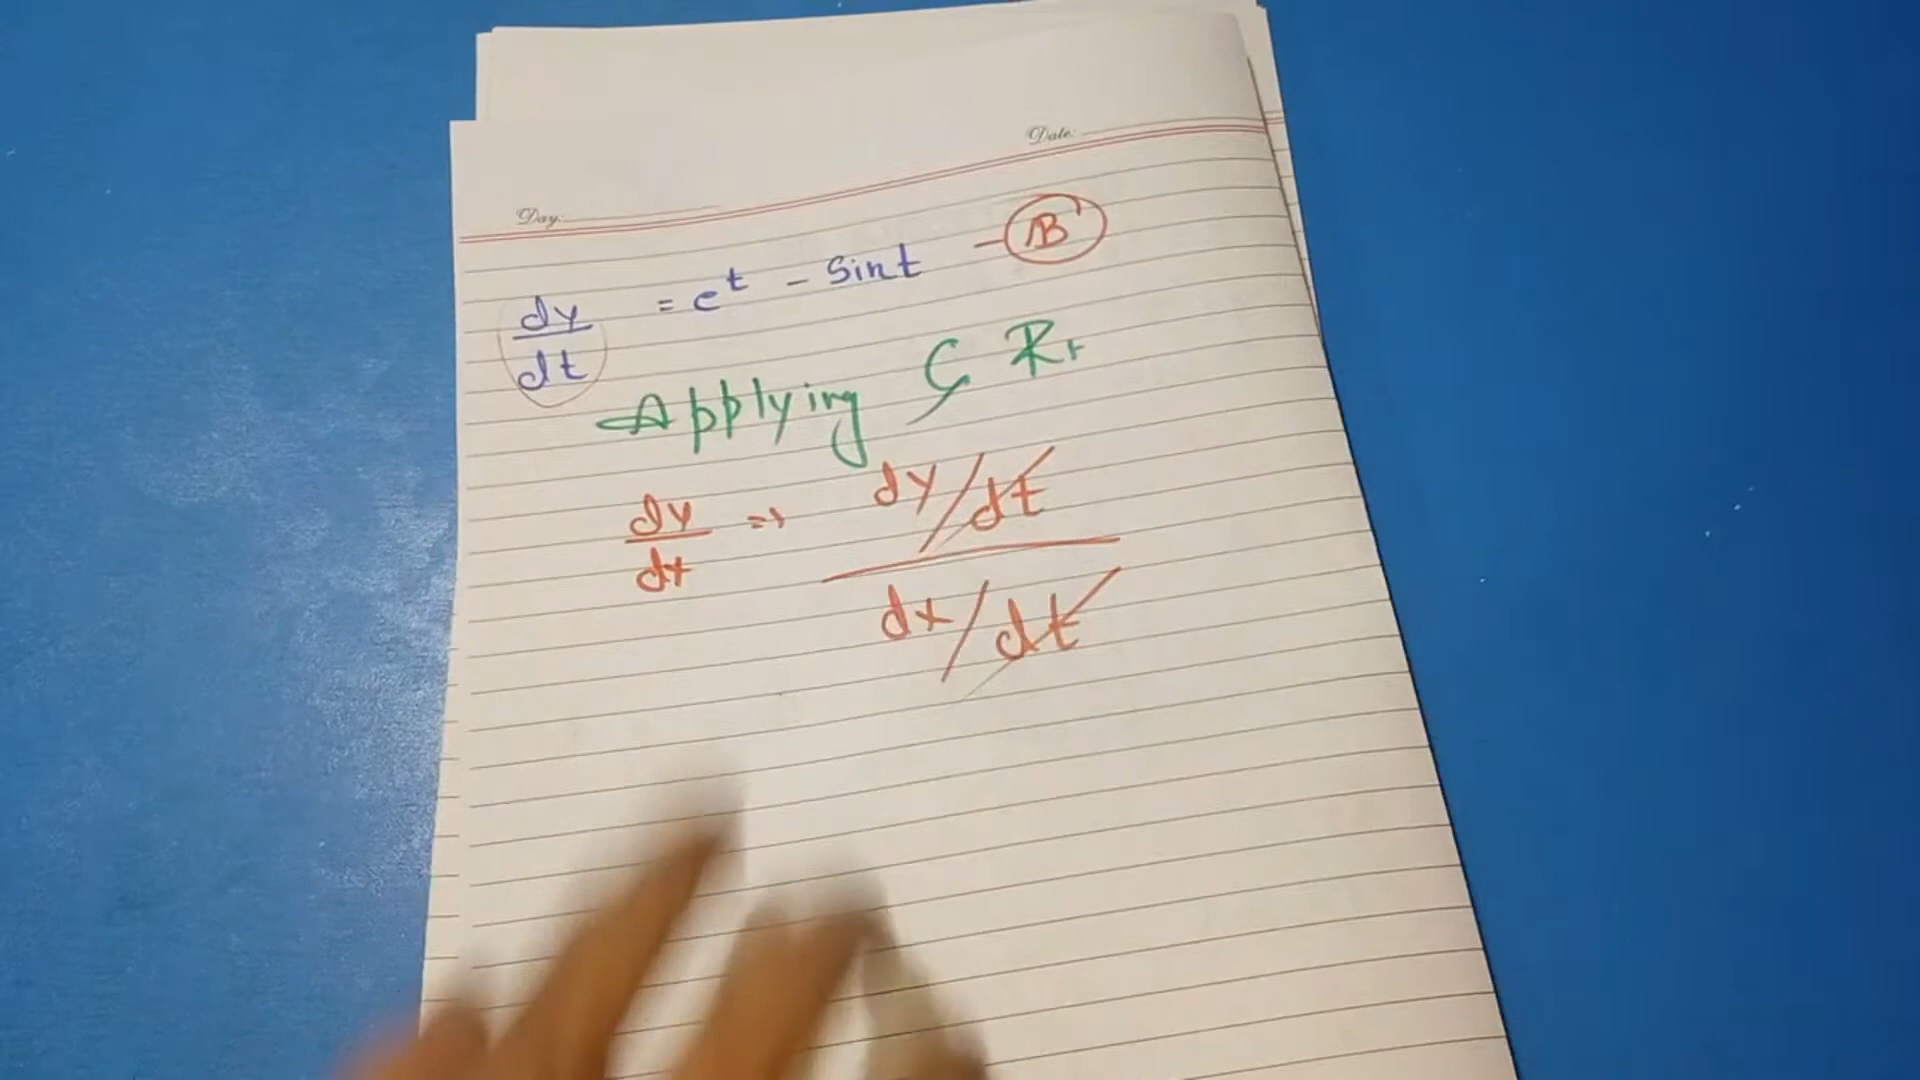 Date:
Day:
dy/dt = e^t - Sint - B
Applying C R
dy/dx => dy/dt
dx/dt